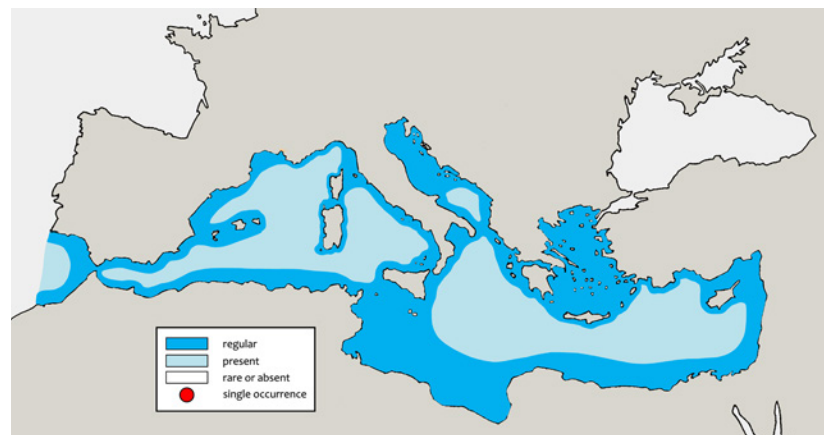 regular
present
rare or absent
single occurrence